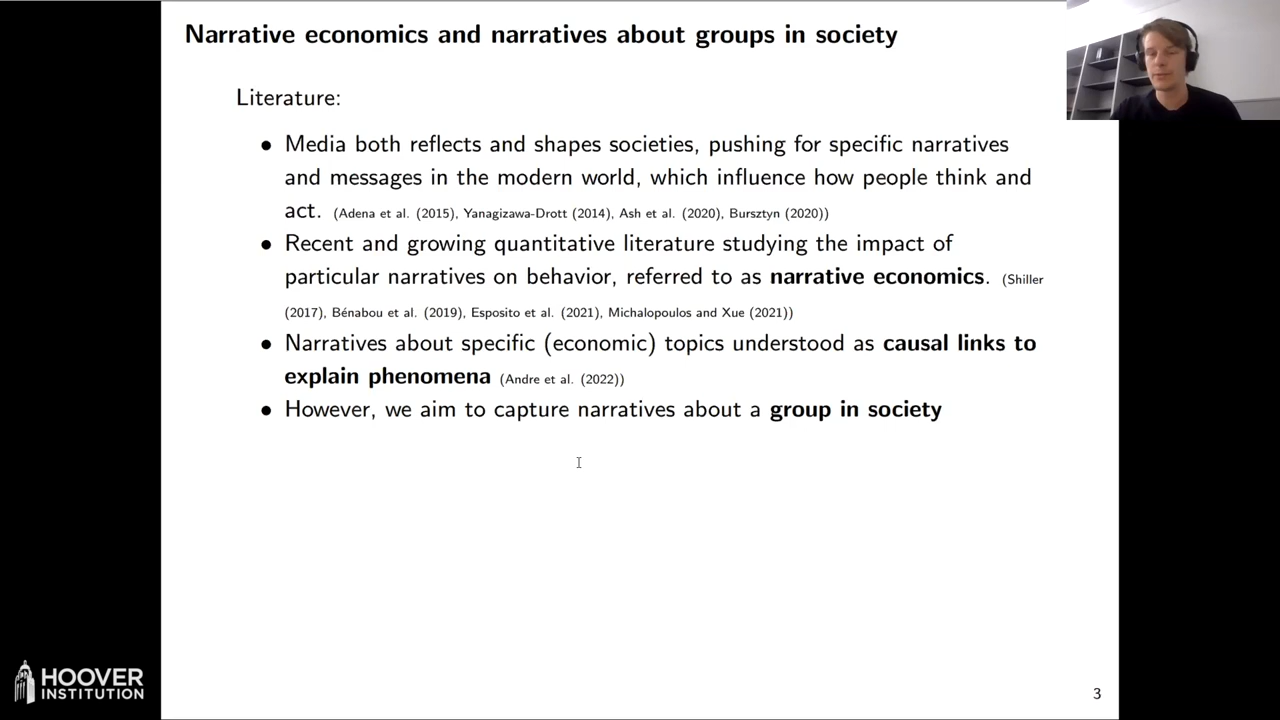 Narrative economics and narratives about groups in society
Literature:
• Media both reflects and shapes societies, pushing for specific narratives
and messages in the modern world, which influence how people think and
act. (Adena et al. (2015), Yanagizawa-Drott (2014), Ash et al. (2020), Bursztyn (2020))
• Recent and growing quantitative literature studying the impact of
particular narratives on behavior, referred to as narrative economics. (Shiller
(2017), Bénabou et al. (2019), Esposito et al. (2021), Michalopoulos and Xue (2021))
• Narratives about specific (economic) topics understood as causal links to
explain phenomena (Andre et al. (2022))
• However, we aim to capture narratives about a group in society
HOOVER
INSTITUTION
3